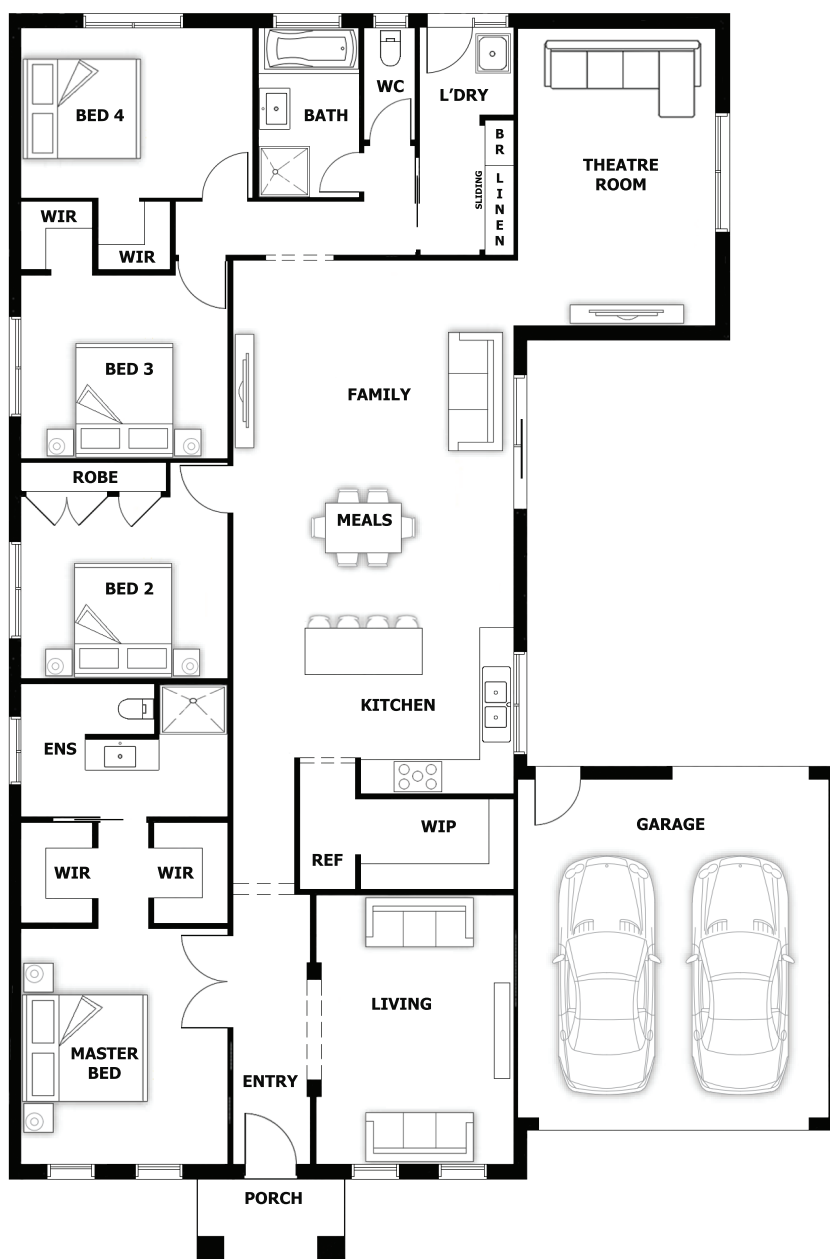 BED 4
BATH
WC
L'DRY
BR LINEN
SLIDING
THEATRE
ROOM
WIR
WIR
BED 3
FAMILY
ROBE
MEALS
BED 2
KITCHEN
ENS
WIP
GARAGE
REF
WIR
WIR
LIVING
MASTER
BED
ENTRY
PORCH